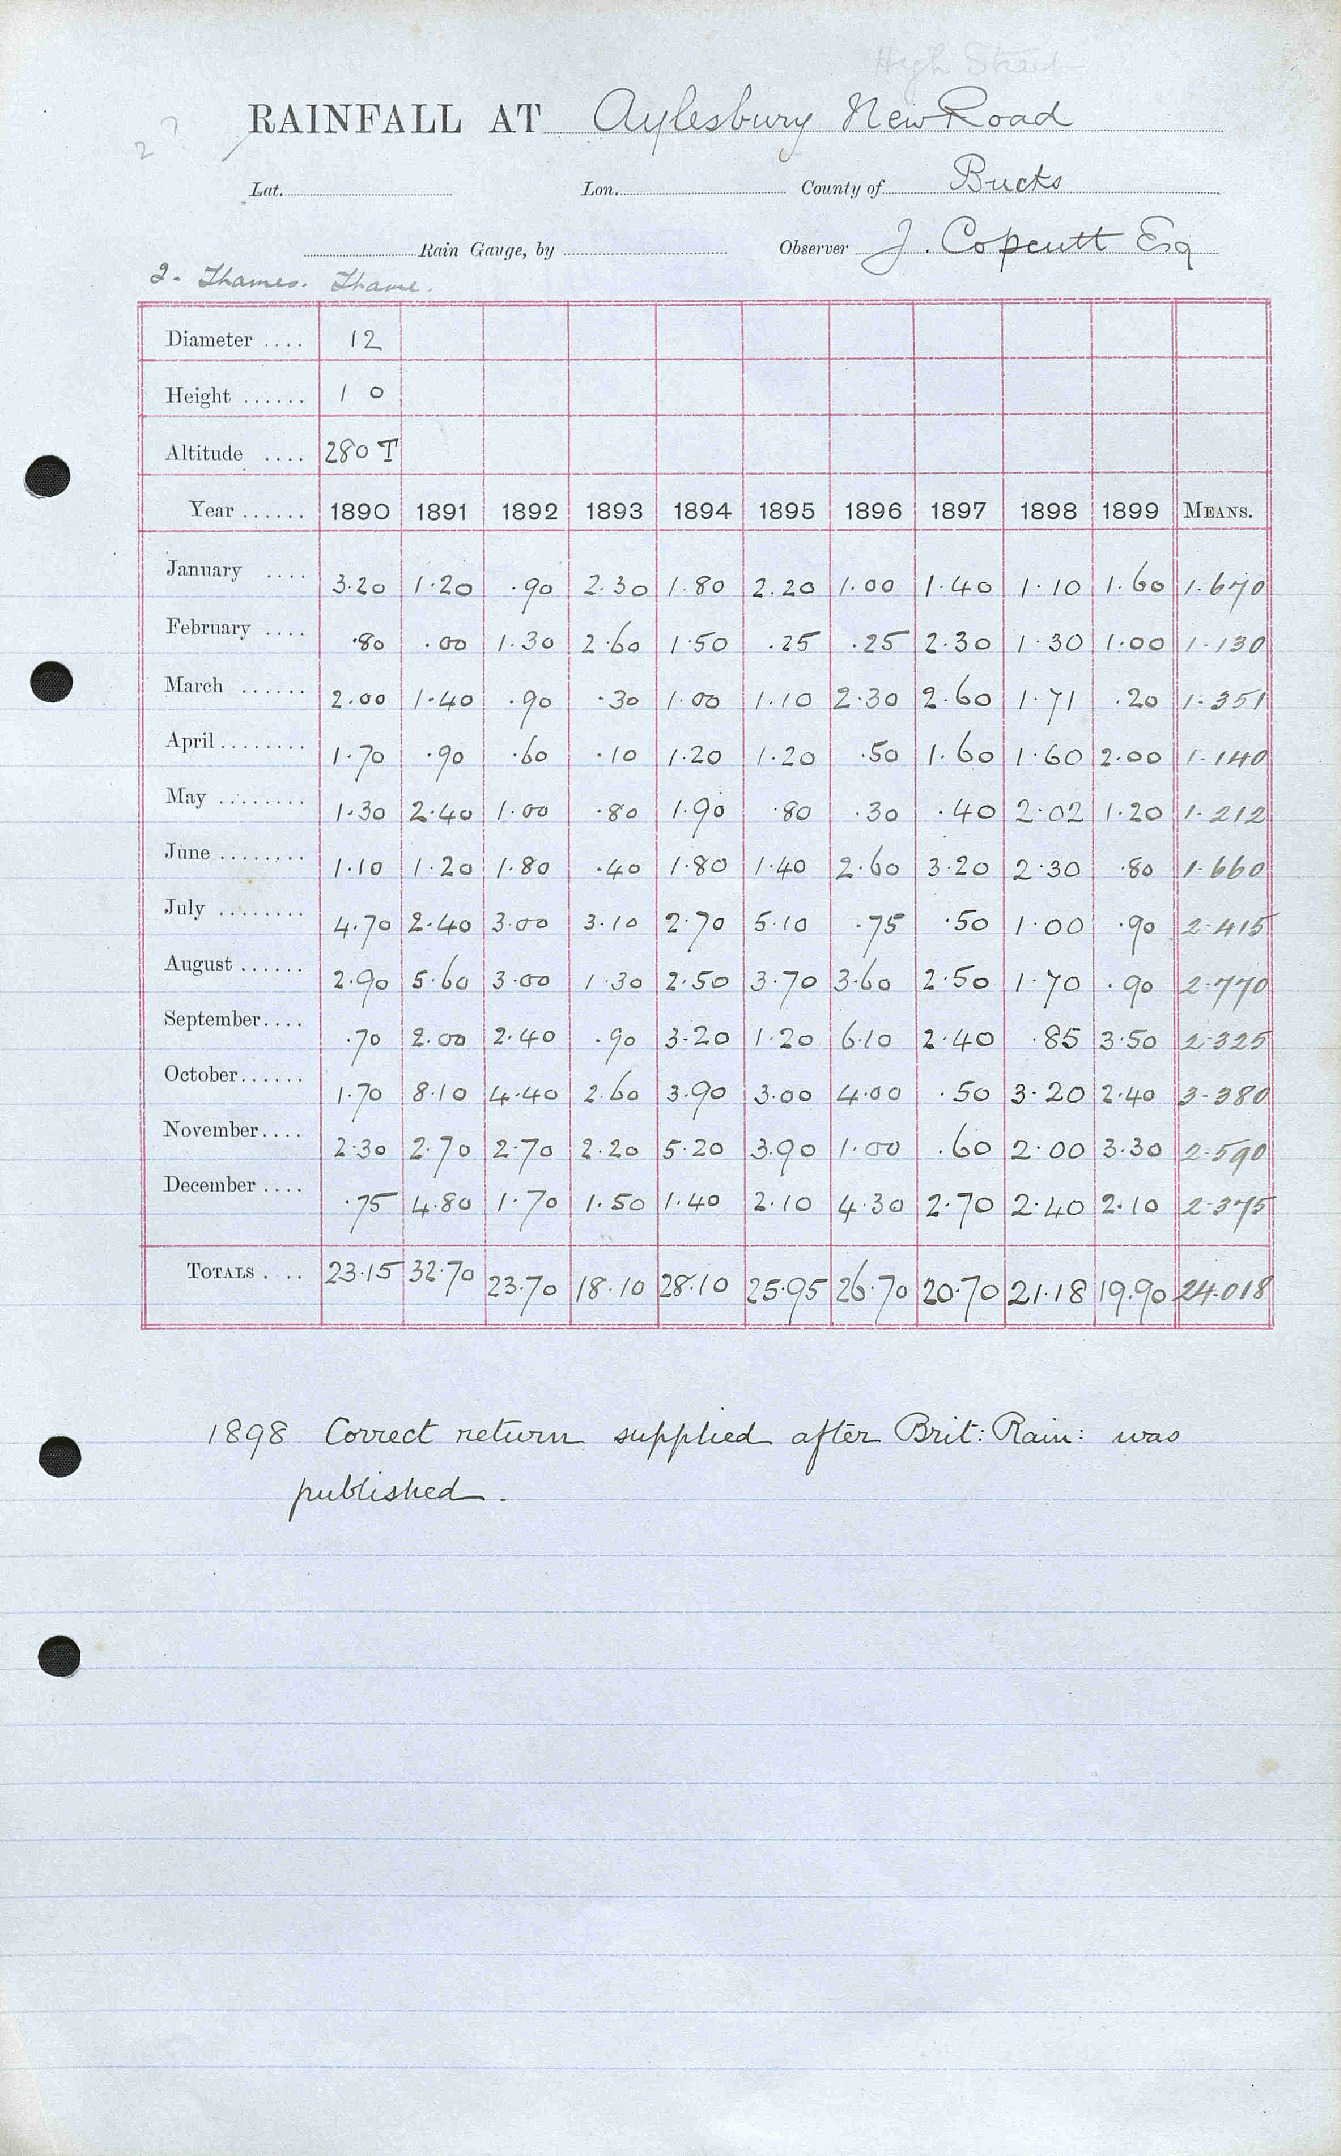 High Street
RAINFALL AT Aylesbury New Road
2
Lat. Lon. County of Bucks
Rain Gauge, by Observer J. Copcutt Esq
2. Thames. Thame.
Diameter .... 12
Height ...... 1 0
Altitude .... 280 T
Year ...... 1890 1891 1892 1893 1894 1895 1896 1897 1898 1899 MEANS.
January .... 3.20 1.20 .90 2.30 1.80 2.20 1.00 1.40 1.10 1.60 1.670
February .... .80 .00 1.30 2.60 1.50 .25 .25 2.30 1.30 1.00 1.130
March ...... 2.00 1.40 .90 .30 1.00 1.10 2.30 2.60 1.71 .20 1.351
April ........ 1.70 .90 .60 .10 1.20 1.20 .50 1.60 1.60 2.00 1.140
May ........ 1.30 2.40 1.00 .80 1.90 .80 .30 .40 2.02 1.20 1.212
June ........ 1.10 1.20 1.80 .40 1.80 1.40 2.60 3.20 2.30 .80 1.660
July ........ 4.70 2.40 3.00 3.10 2.70 5.10 .75 .50 1.00 .90 2.415
August ...... 2.90 5.60 3.00 1.30 2.50 3.70 3.60 2.50 1.70 .90 2.770
September .... .70 2.00 2.40 .90 3.20 1.20 6.10 2.40 .85 3.50 2.325
October ...... 1.70 8.10 4.40 2.60 3.90 3.00 4.00 .50 3.20 2.40 3.380
November .... 2.30 2.70 2.70 2.20 5.20 3.90 1.00 .60 2.00 3.30 2.590
December .... .75 4.80 1.70 1.50 1.40 2.10 4.30 2.70 2.40 2.10 2.375
TOTALS .... 23.15 32.70 23.70 18.10 28.10 25.95 26.70 20.70 21.18 19.90 24.018
1898 Correct return supplied after Brit: Rain: was
published.